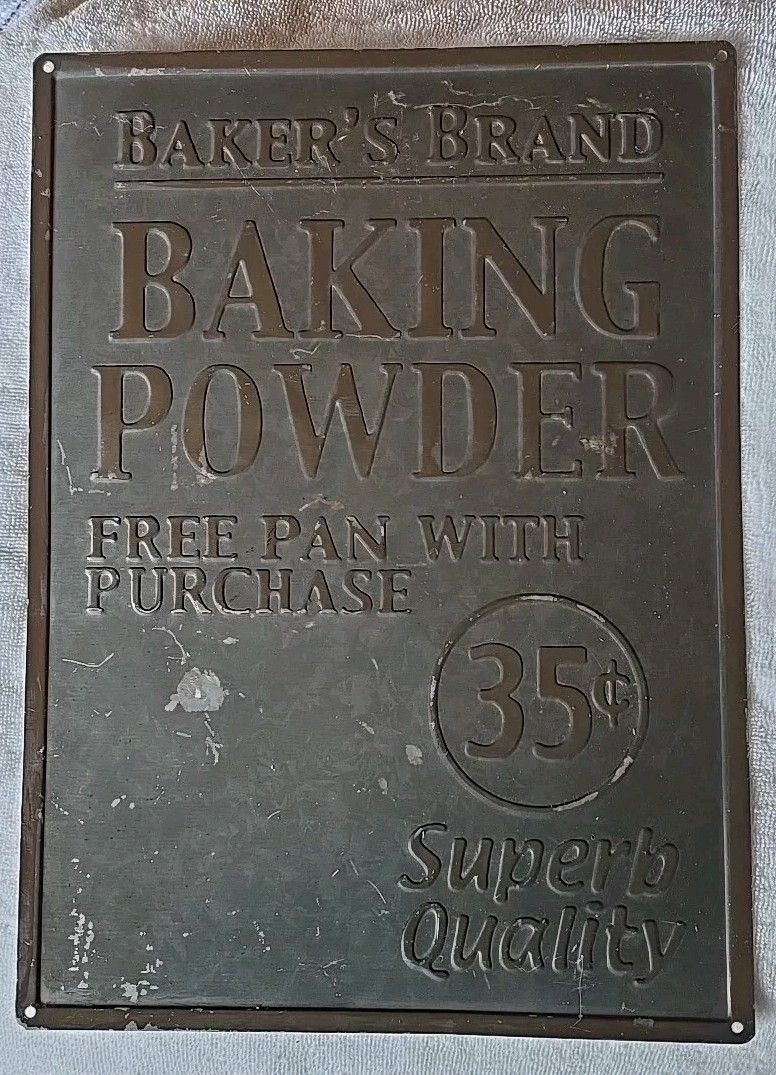 BAKER'S BRAND
BAKING
POWDER
FREE PAN WITH
PURCHASE
35¢
Superb
Quality